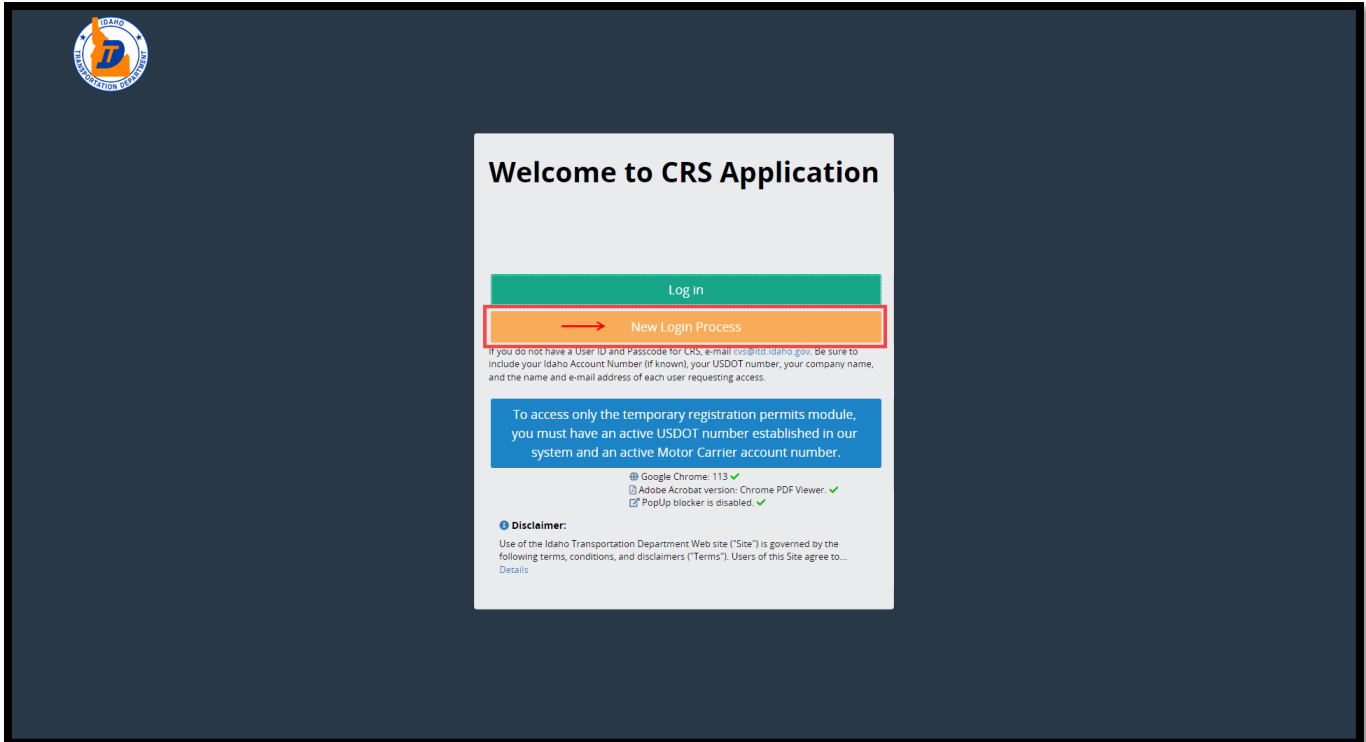 IDAHO
TRANSPORTATION DEPARTMENT
ID
Welcome to CRS Application
Log in
New Login Process
If you do not have a User ID and Passcode for CRS, e-mail cvs@itd.idaho.gov. Be sure to
include your Idaho Account Number (if known), your USDOT number, your company name,
and the name and e-mail address of each user requesting access.
To access only the temporary registration permits module,
you must have an active USDOT number established in our
system and an active Motor Carrier account number.
Google Chrome: 113
Adobe Acrobat version: Chrome PDF Viewer.
PopUp blocker is disabled.
Disclaimer:
Use of the Idaho Transportation Department Web site ("Site") is governed by the
following terms, conditions, and disclaimers ("Terms"). Users of this Site agree to...
Details